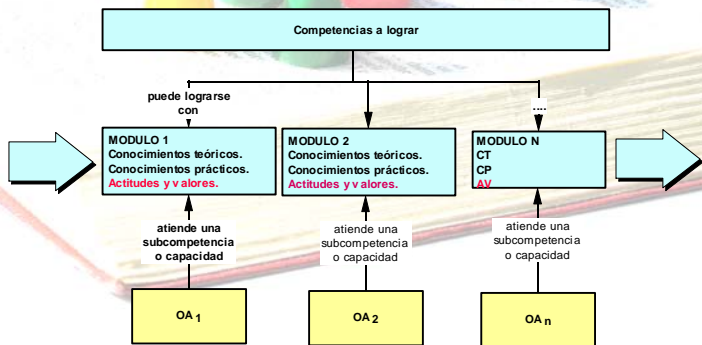 Competencias a lograr
puede lograrse
con
....
MODULO 1
Conocimientos teóricos.
Conocimientos prácticos.
Actitudes y valores.
MODULO 2
Conocimientos teóricos.
Conocimientos prácticos.
Actitudes y valores.
MODULO N
CT
CP
AV
atiende una
subcompetencia
o capacidad
atiende una
subcompetencia
o capacidad
atiende una
subcompetencia
o capacidad
OA 1
OA 2
OA n